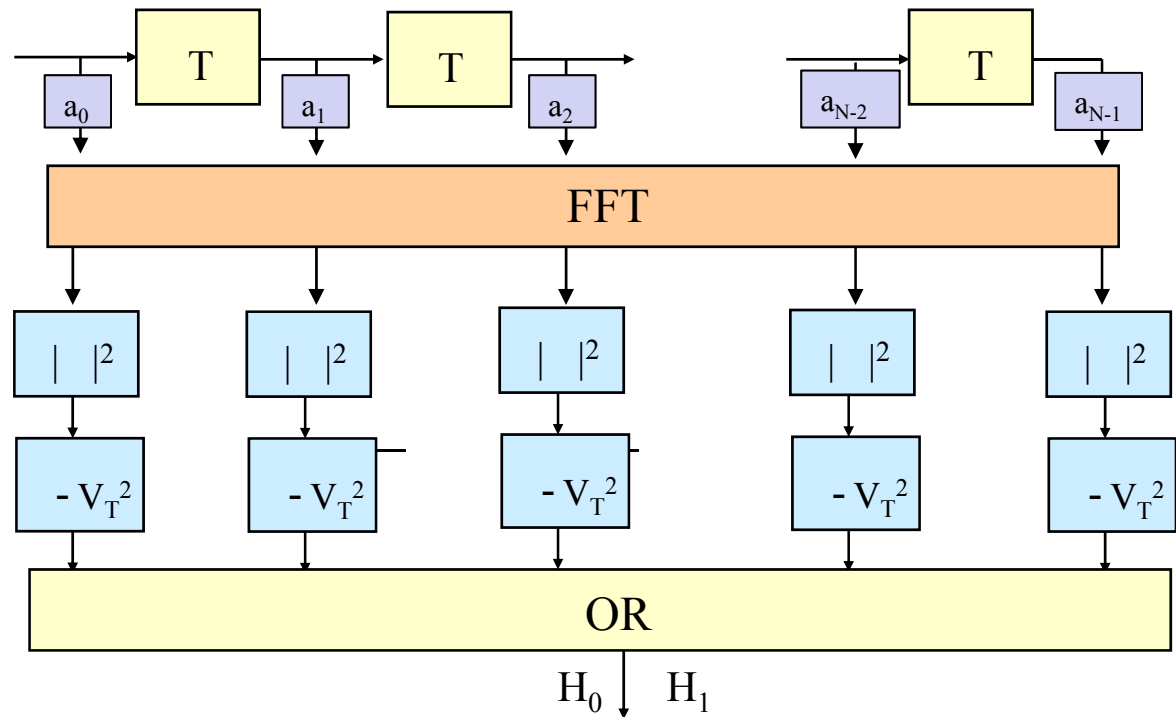 T T T
a₀ a₁ a₂ aN-2 aN-1
FFT
| |² | |² | |² | |² | |²
- VT² - VT² - VT² - VT² - VT²
OR
H₀ H₁